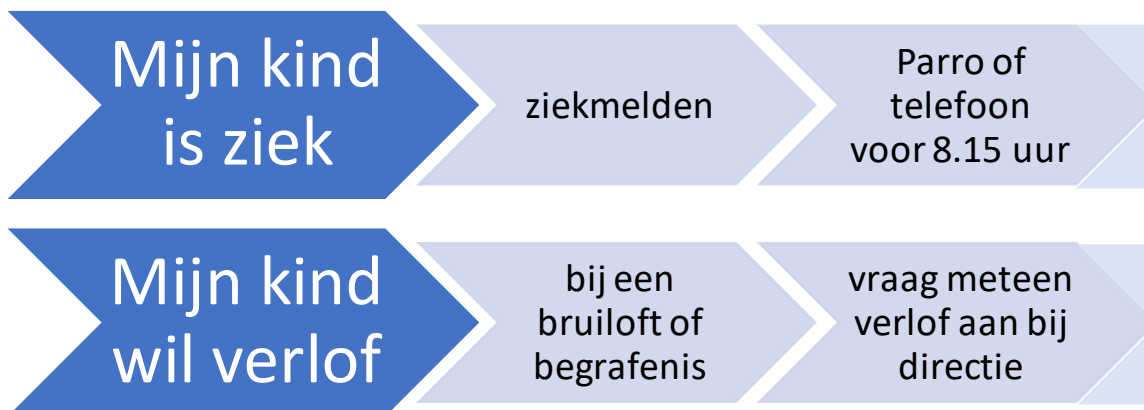 Mijn kind
is ziek
ziekmelden
Parro of
telefoon
voor 8.15 uur
Mijn kind
wil verlof
bij een
bruiloft of
begrafenis
vraag meteen
verlof aan bij
directie